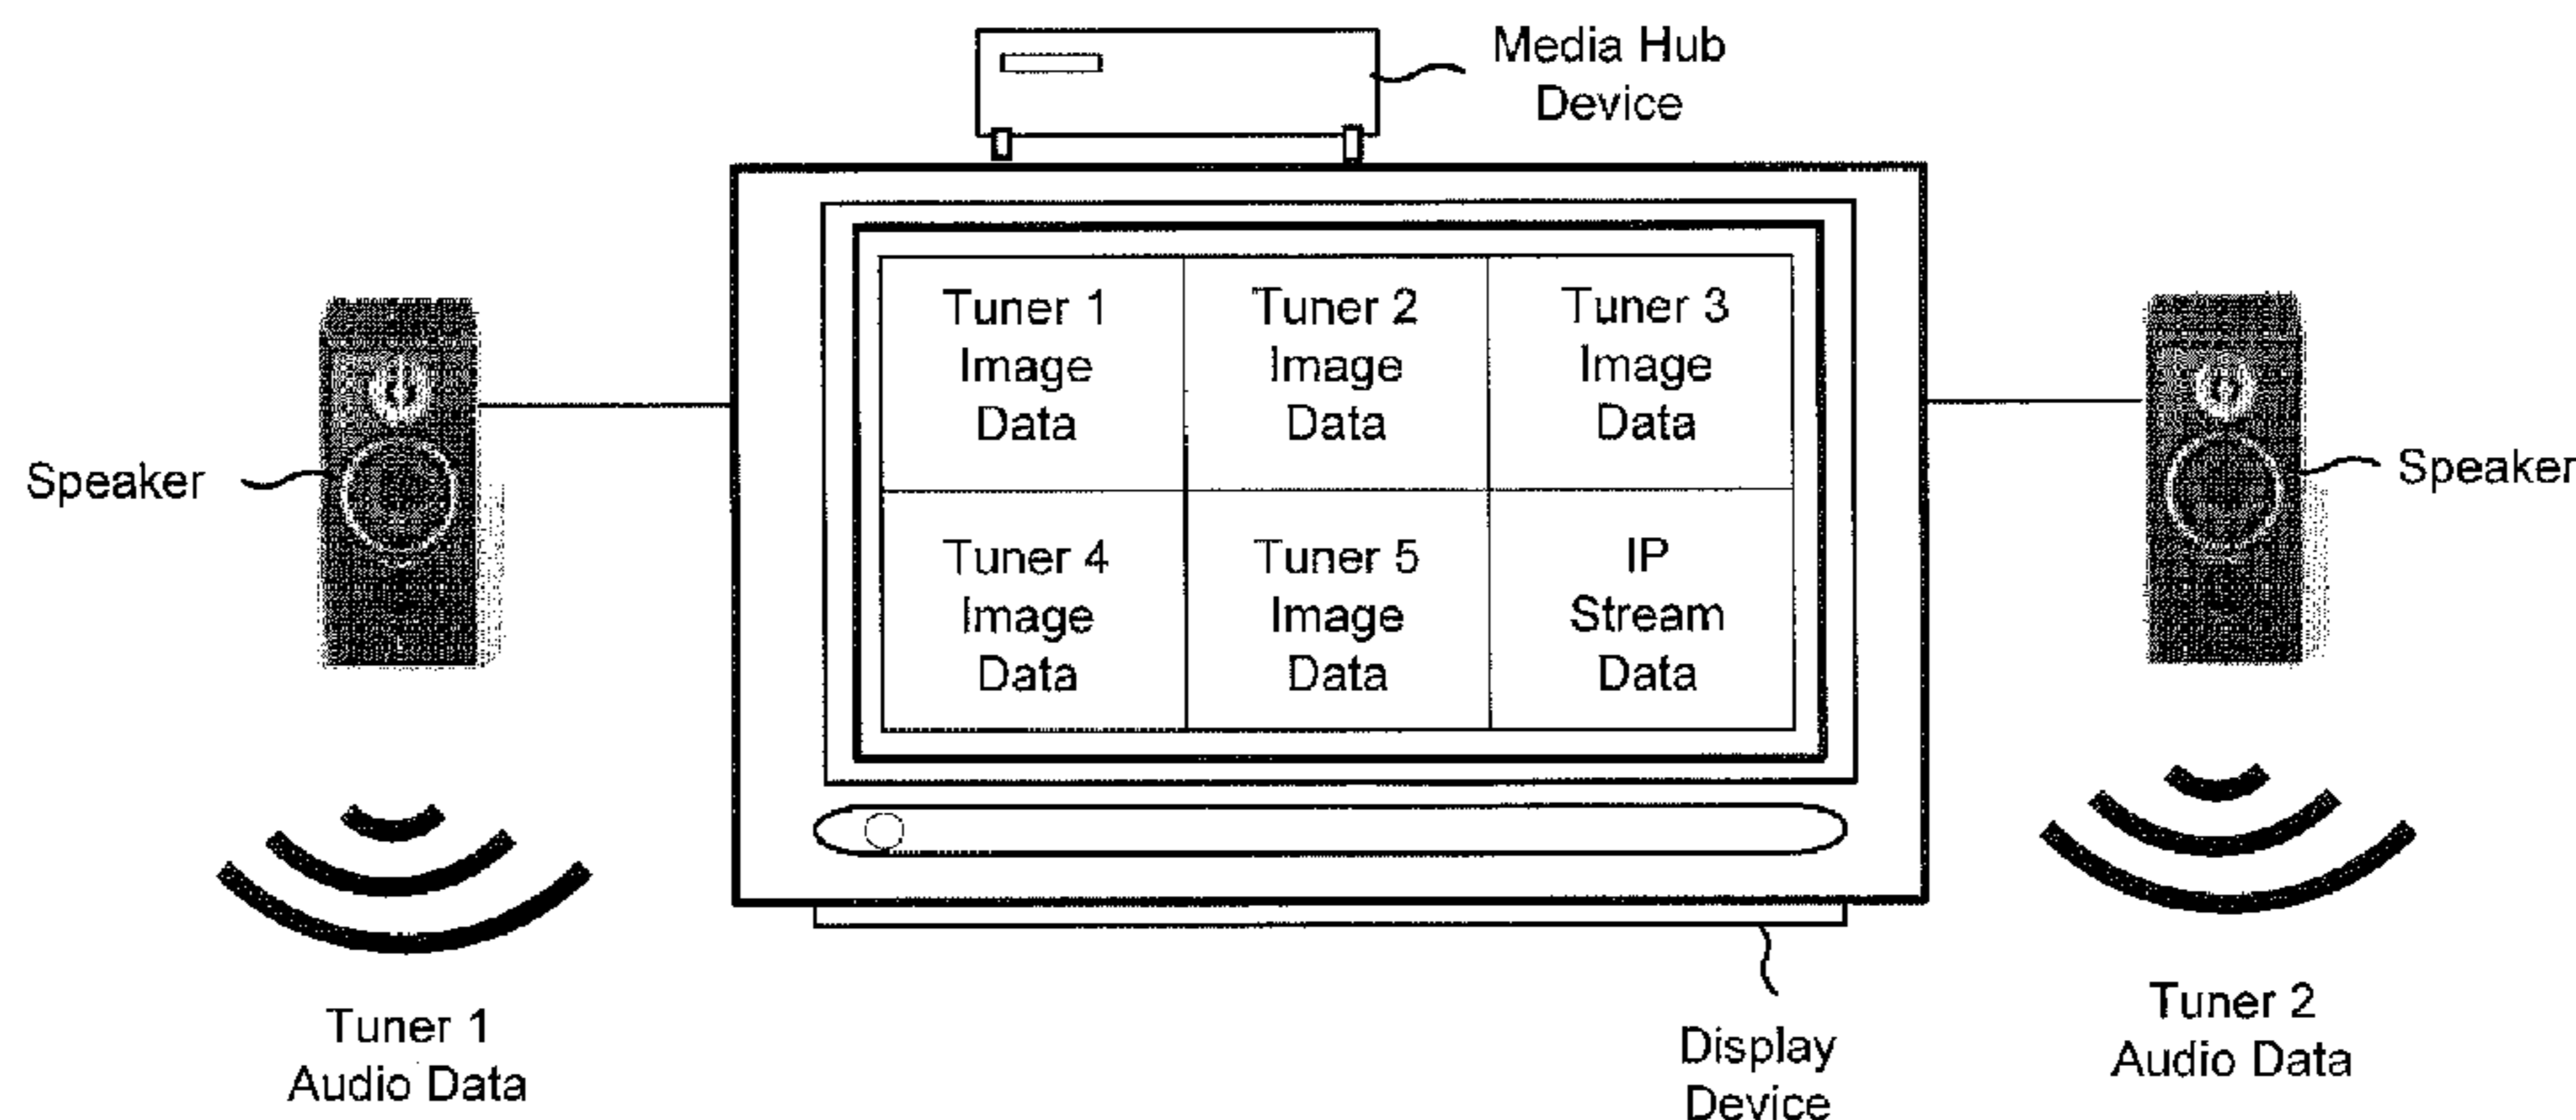 Media Hub
Device
Tuner 1
Image
Data
Tuner 2
Image
Data
Tuner 3
Image
Data
Speaker
Speaker
Tuner 4
Image
Data
Tuner 5
Image
Data
IP
Stream
Data
Tuner 1
Audio Data
Display
Device
Tuner 2
Audio Data